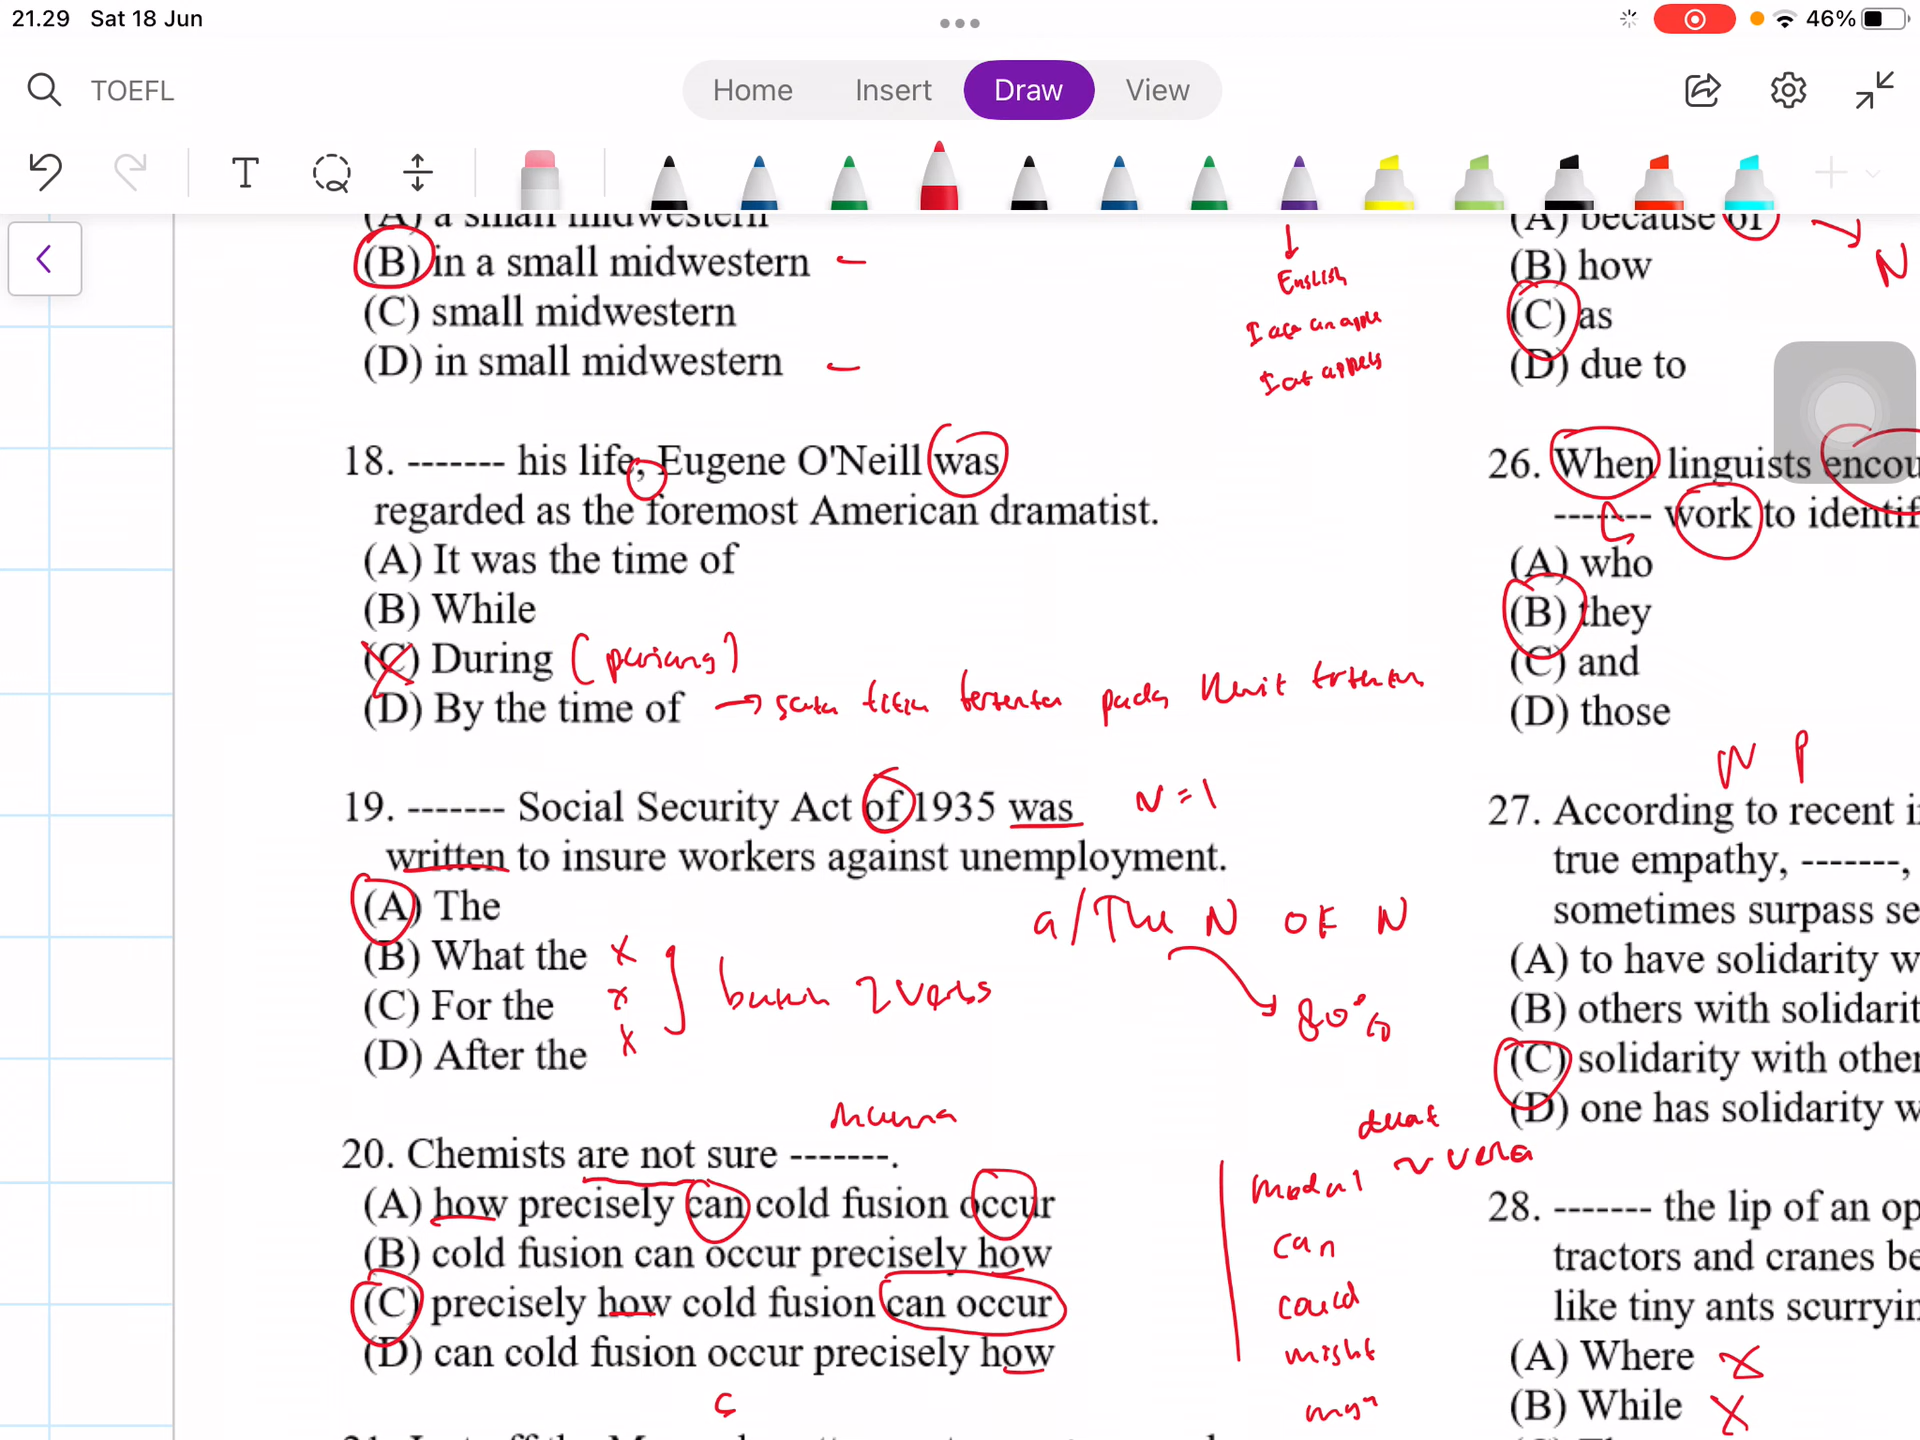 21.29 Sat 18 Jun
46%
TOEFL
Home Insert Draw View
T
(A) a small midwestern
(B) in a small midwestern
(C) small midwestern
(D) in small midwestern
English
18. ------- his life, Eugene O'Neill was
regarded as the foremost American dramatist.
(A) It was the time of
(B) While
(C) During
(D) By the time of
19. ------- Social Security Act of 1935 was N = 1
written to insure workers against unemployment.
(A) The
(B) What the x
(C) For the x
(D) After the x
a/The N of N
2 verbs
80%
20. Chemists are not sure -------.
(A) how precisely can cold fusion occur
(B) cold fusion can occur precisely how
(C) precisely how cold fusion can occur
(D) can cold fusion occur precisely how
modal
can
could
might
(A) because of
N
(B) how
(C) as
(D) due to
26. When linguists encou
------- work to identif
(A) who
(B) they
(C) and
(D) those
N P
27. According to recent i
true empathy, -------,
sometimes surpass se
(A) to have solidarity w
(B) others with solidarit
(C) solidarity with other
(D) one has solidarity w
28. ------- the lip of an op
tractors and cranes be
like tiny ants scurryin
(A) Where x
(B) While x